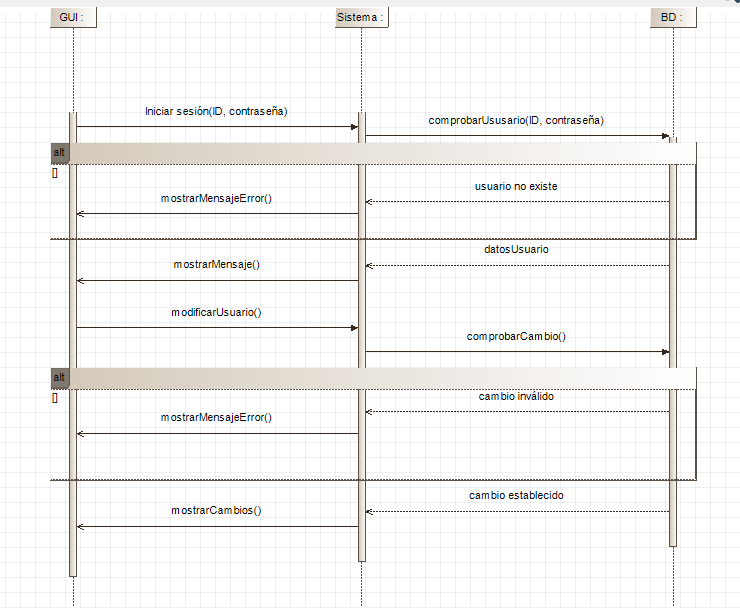 GUI :
Sistema :
BD :
Iniciar sesión(ID, contraseña)
comprobarUsusario(ID, contraseña)
alt
[]
usuario no existe
mostrarMensajeError()
datosUsuario
mostrarMensaje()
modificarUsuario()
comprobarCambio()
alt
[]
cambio inválido
mostrarMensajeError()
cambio establecido
mostrarCambios()